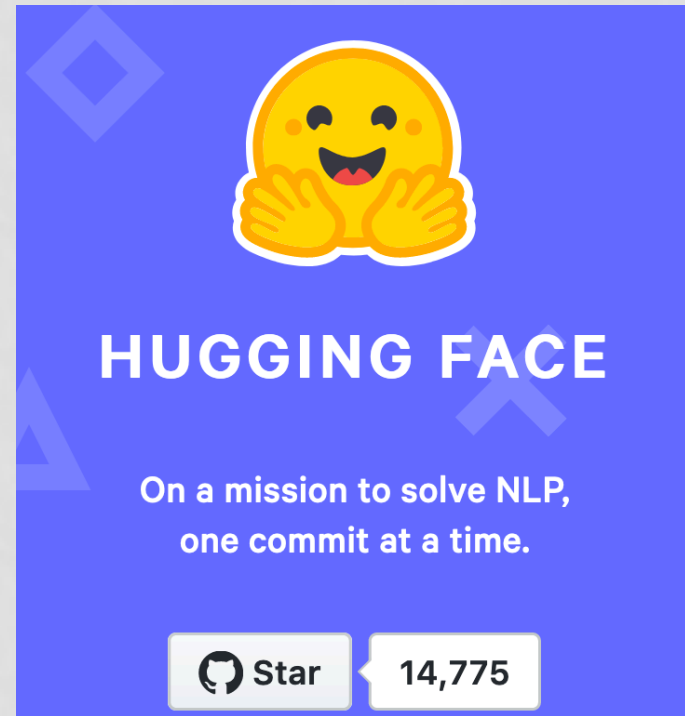 HUGGING FACE
On a mission to solve NLP,
one commit at a time.
Star 14,775